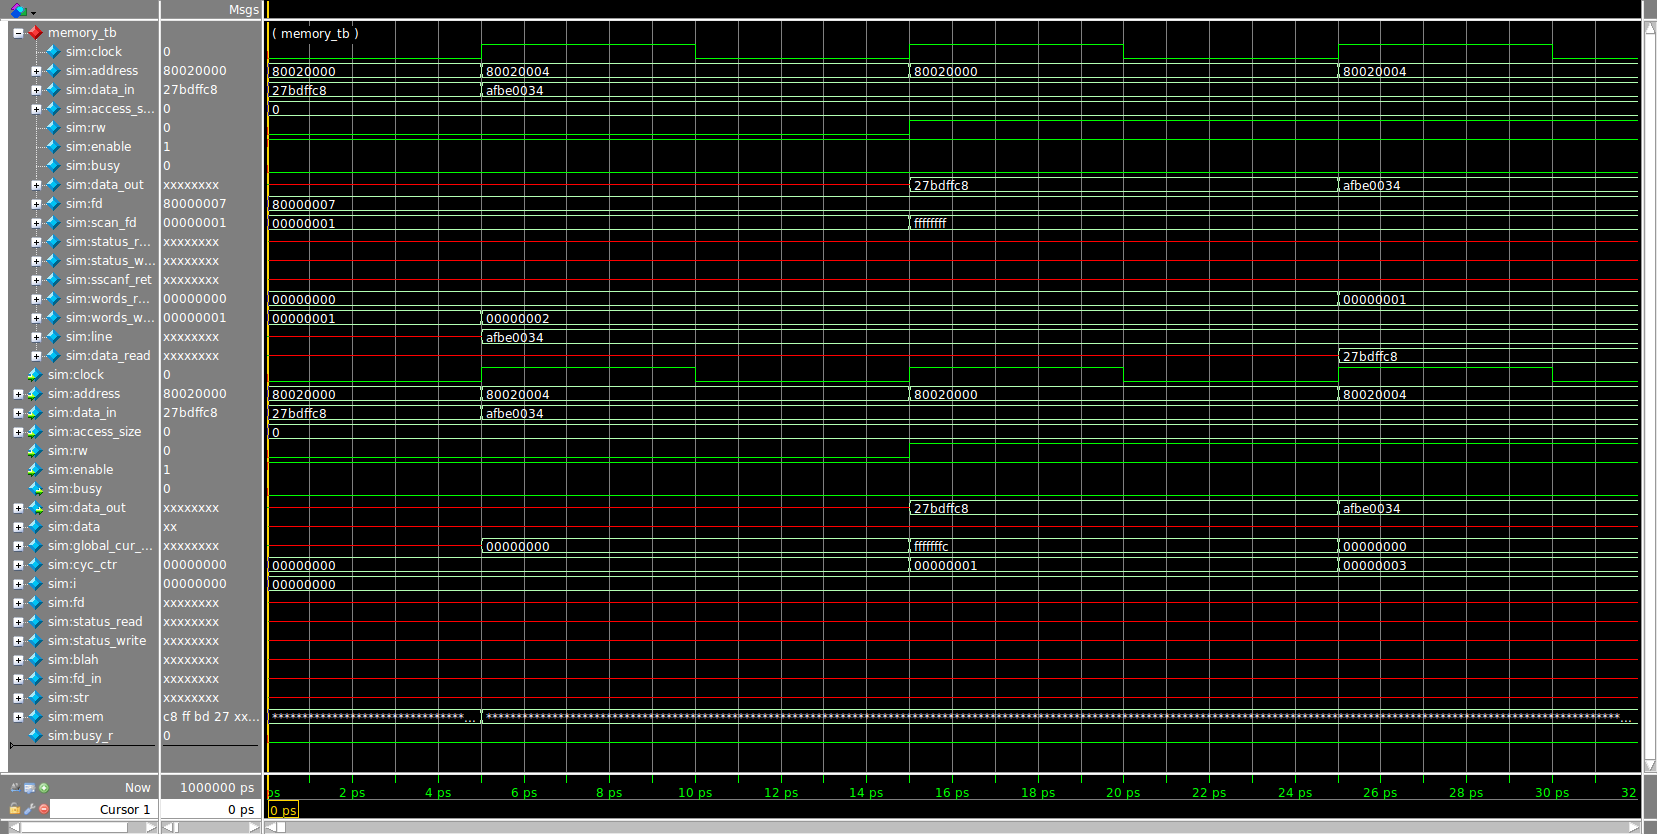 Msgs
memory_tb ( memory_tb )
sim:clock 0
sim:address 80020000 80020000 80020004 80020000 80020004
sim:data_in 27bdffc8 27bdffc8 afbe0034
sim:access_s... 0 0
sim:rw 0
sim:enable 1
sim:busy 0
sim:data_out xxxxxxxx 27bdffc8 afbe0034
sim:fd 80000007 80000007
sim:scan_fd 00000001 00000001 ffffffff
sim:status_r... xxxxxxxx
sim:status_w... xxxxxxxx
sim:sscanf_ret xxxxxxxx
sim:words_r... 00000000 00000000 00000001
sim:words_w... 00000001 00000001 00000002
sim:line xxxxxxxx afbe0034
sim:data_read xxxxxxxx 27bdffc8
sim:clock 0
sim:address 80020000 80020000 80020004 80020000 80020004
sim:data_in 27bdffc8 27bdffc8 afbe0034
sim:access_size 0 0
sim:rw 0
sim:enable 1
sim:busy 0
sim:data_out xxxxxxxx 27bdffc8 afbe0034
sim:data xx
sim:global_cur_... xxxxxxxx 00000000 fffffffc 00000000
sim:cyc_ctr 00000000 00000000 00000001 00000003
sim:i 00000000 00000000
sim:fd xxxxxxxx
sim:status_read xxxxxxxx
sim:status_write xxxxxxxx
sim:blah xxxxxxxx
sim:fd_in xxxxxxxx
sim:str xxxxxxxx
sim:mem c8 ff bd 27 xx...
sim:busy_r 0
Now 1000000 ps ps 2 ps 4 ps 6 ps 8 ps 10 ps 12 ps 14 ps 16 ps 18 ps 20 ps 22 ps 24 ps 26 ps 28 ps 30 ps 32
Cursor 1 0 ps 0 ps